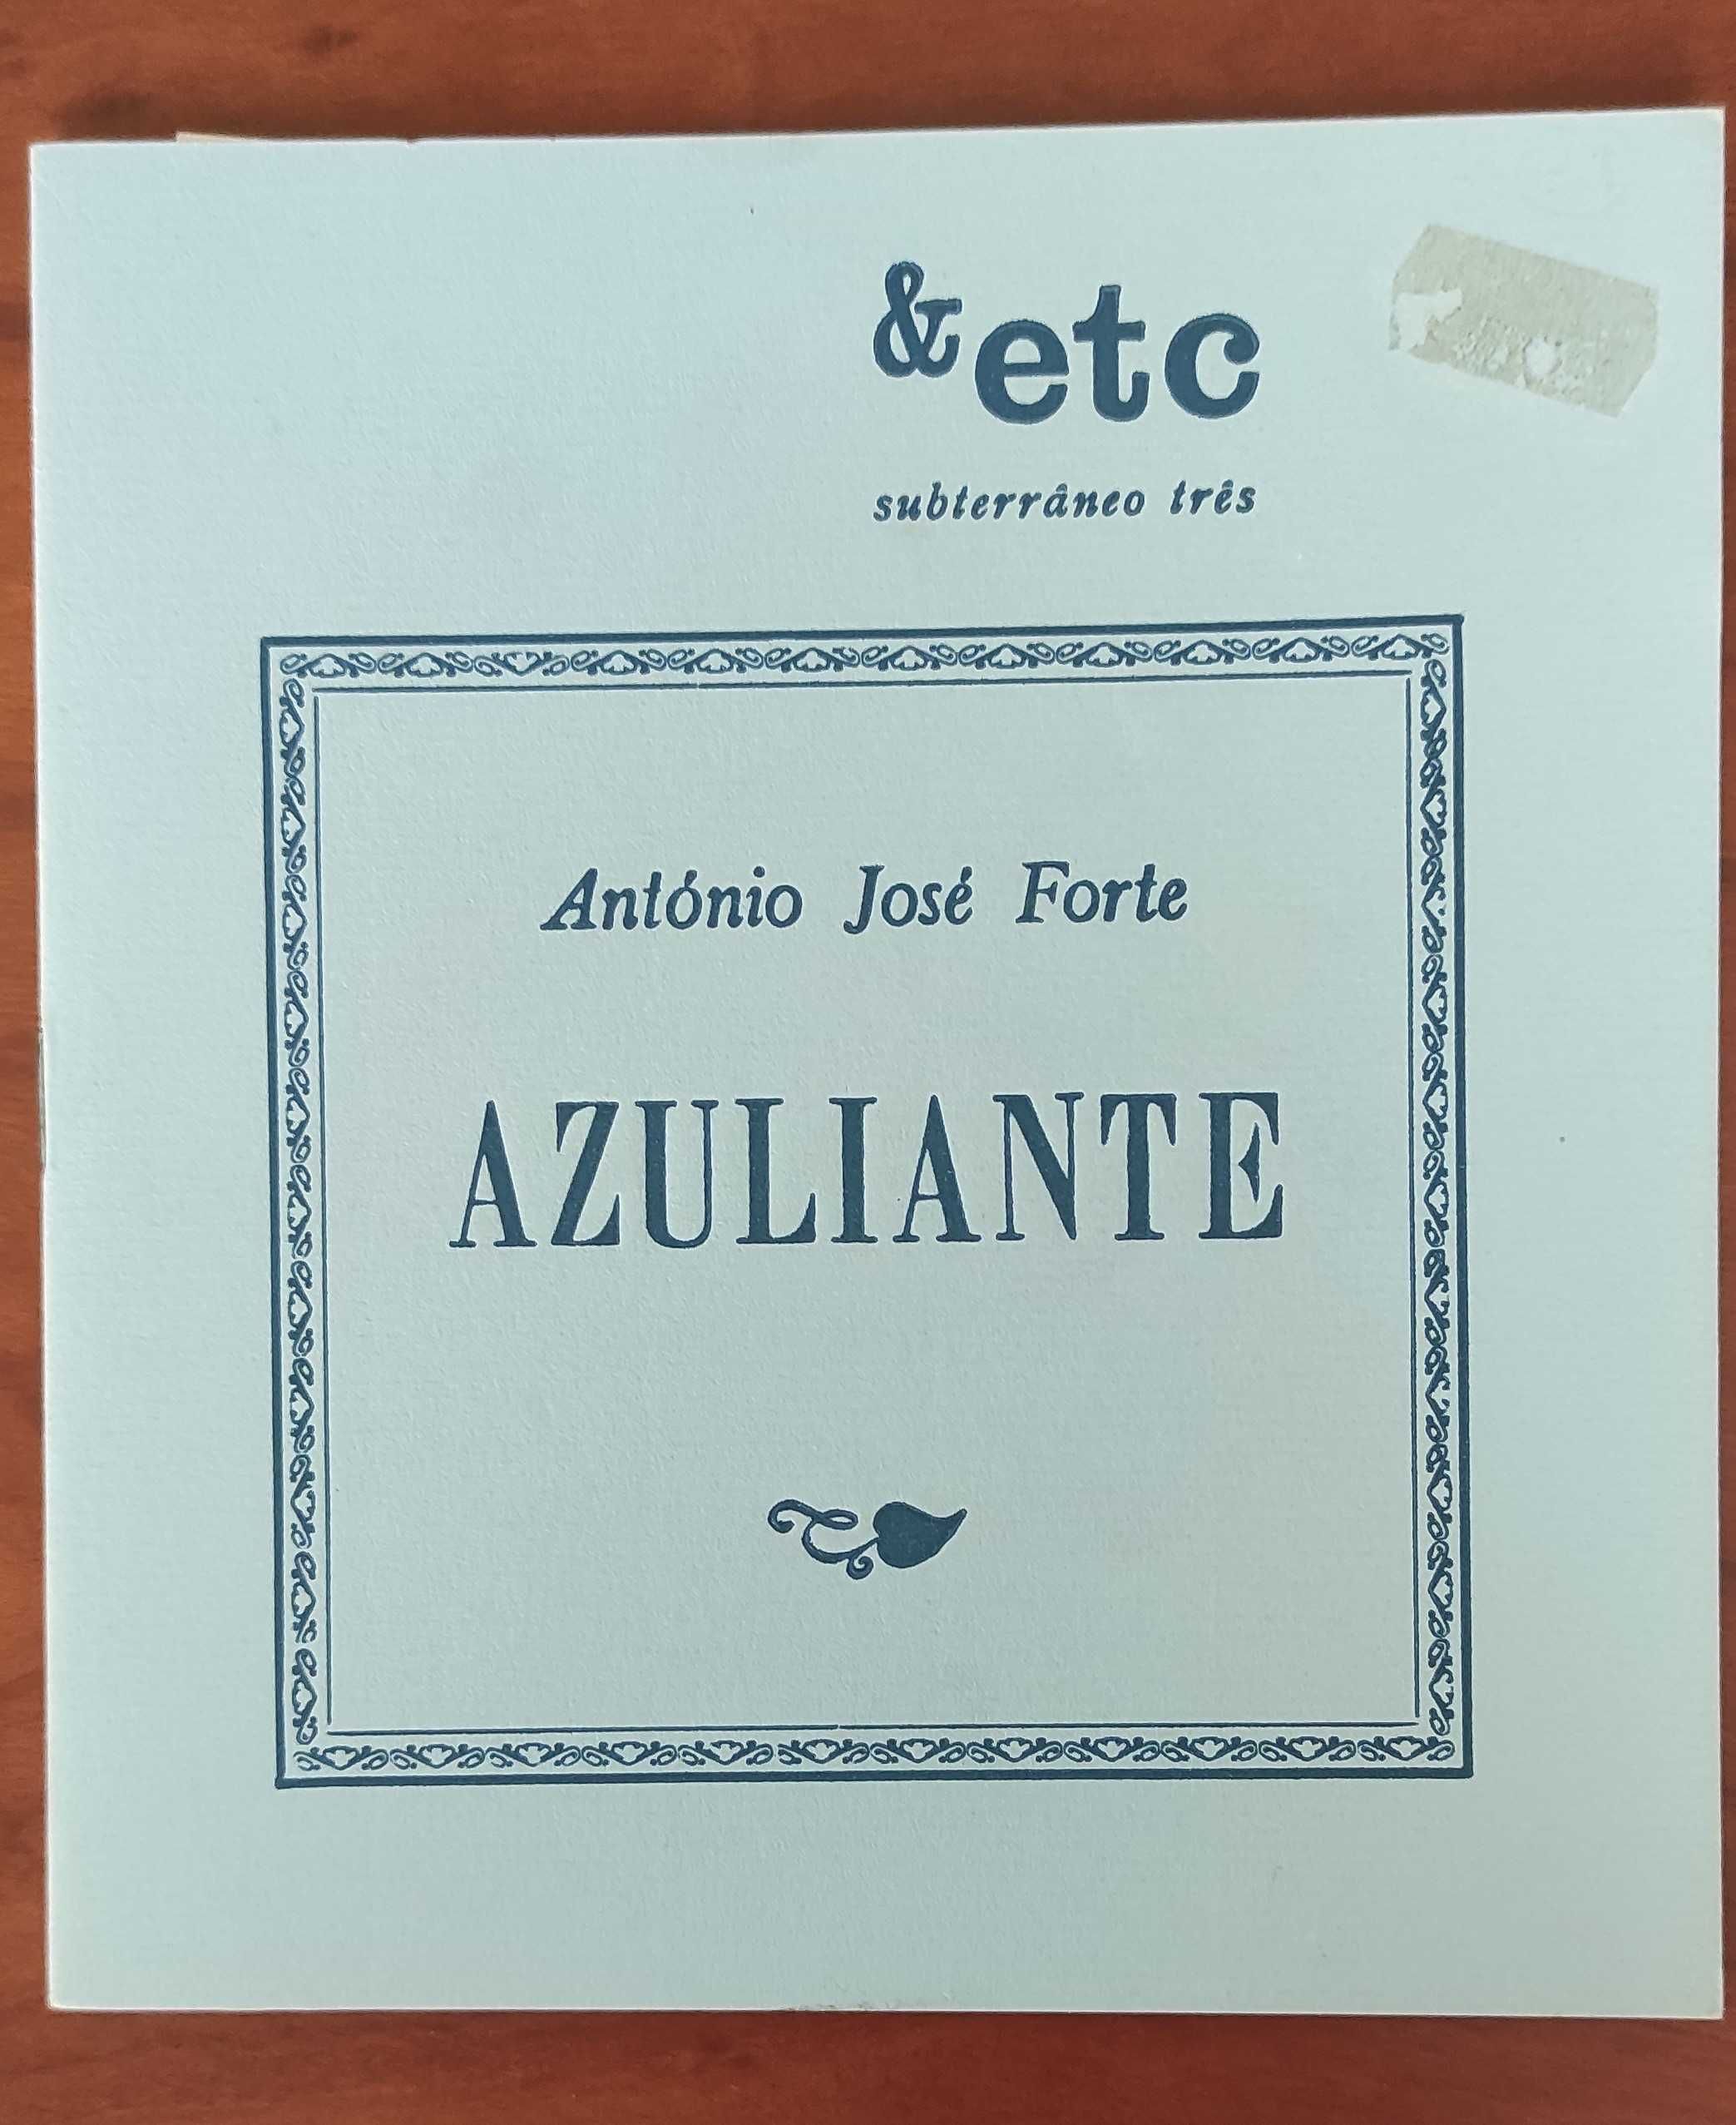 & etc
subterrâneo três
António José Forte
AZULIANTE